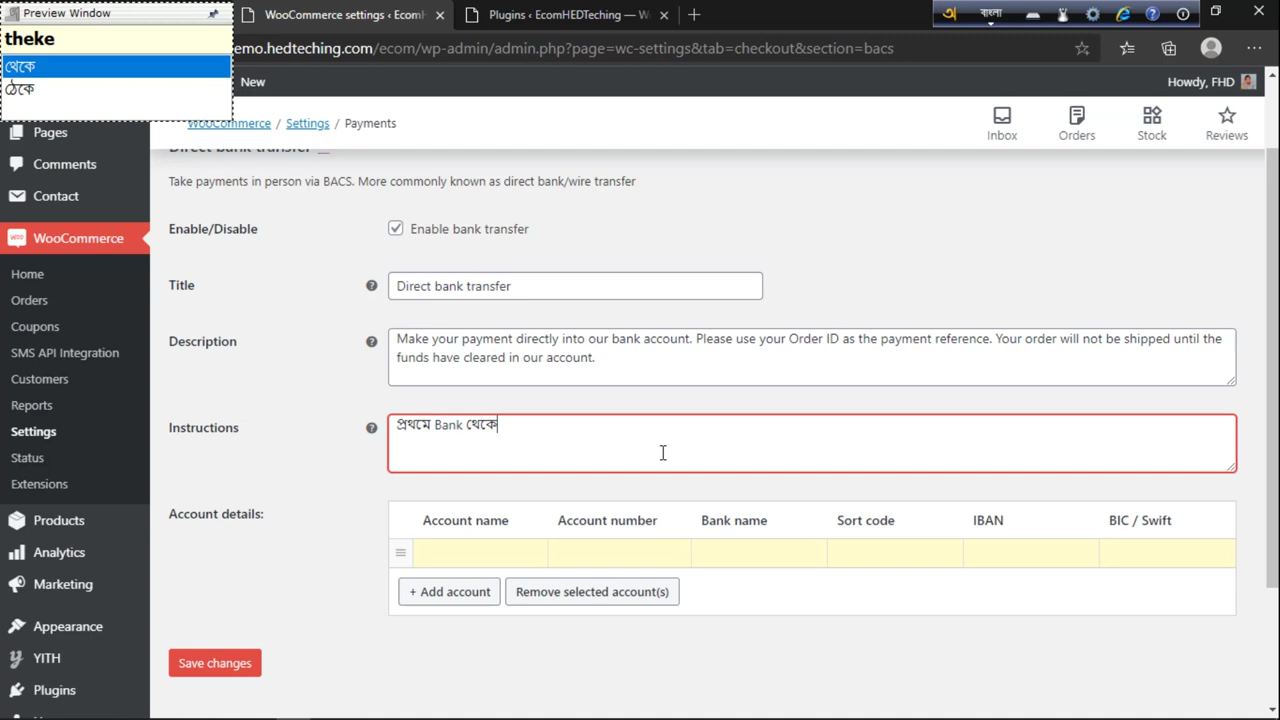 Preview Window
WooCommerce settings ‹ EcomH
Plugins ‹ EcomHEDTeching — W
বাংলা
theke
থেকে
ঠেকে
emo.hedteching.com/ecom/wp-admin/admin.php?page=wc-settings&tab=checkout&section=bacs
New
Howdy, FHD
WooCommerce / Settings / Payments
Inbox
Orders
Stock
Reviews
Pages
Comments
Contact
WooCommerce
Home
Orders
Coupons
SMS API Integration
Customers
Reports
Settings
Status
Extensions
Products
Analytics
Marketing
Appearance
YITH
Plugins
Direct bank transfer
Take payments in person via BACS. More commonly known as direct bank/wire transfer
Enable/Disable
Enable bank transfer
Title
Direct bank transfer
Description
Make your payment directly into our bank account. Please use your Order ID as the payment reference. Your order will not be shipped until the
funds have cleared in our account.
Instructions
প্রথমে Bank থেকে
Account details:
Account name Account number Bank name Sort code IBAN BIC / Swift
+ Add account
Remove selected account(s)
Save changes